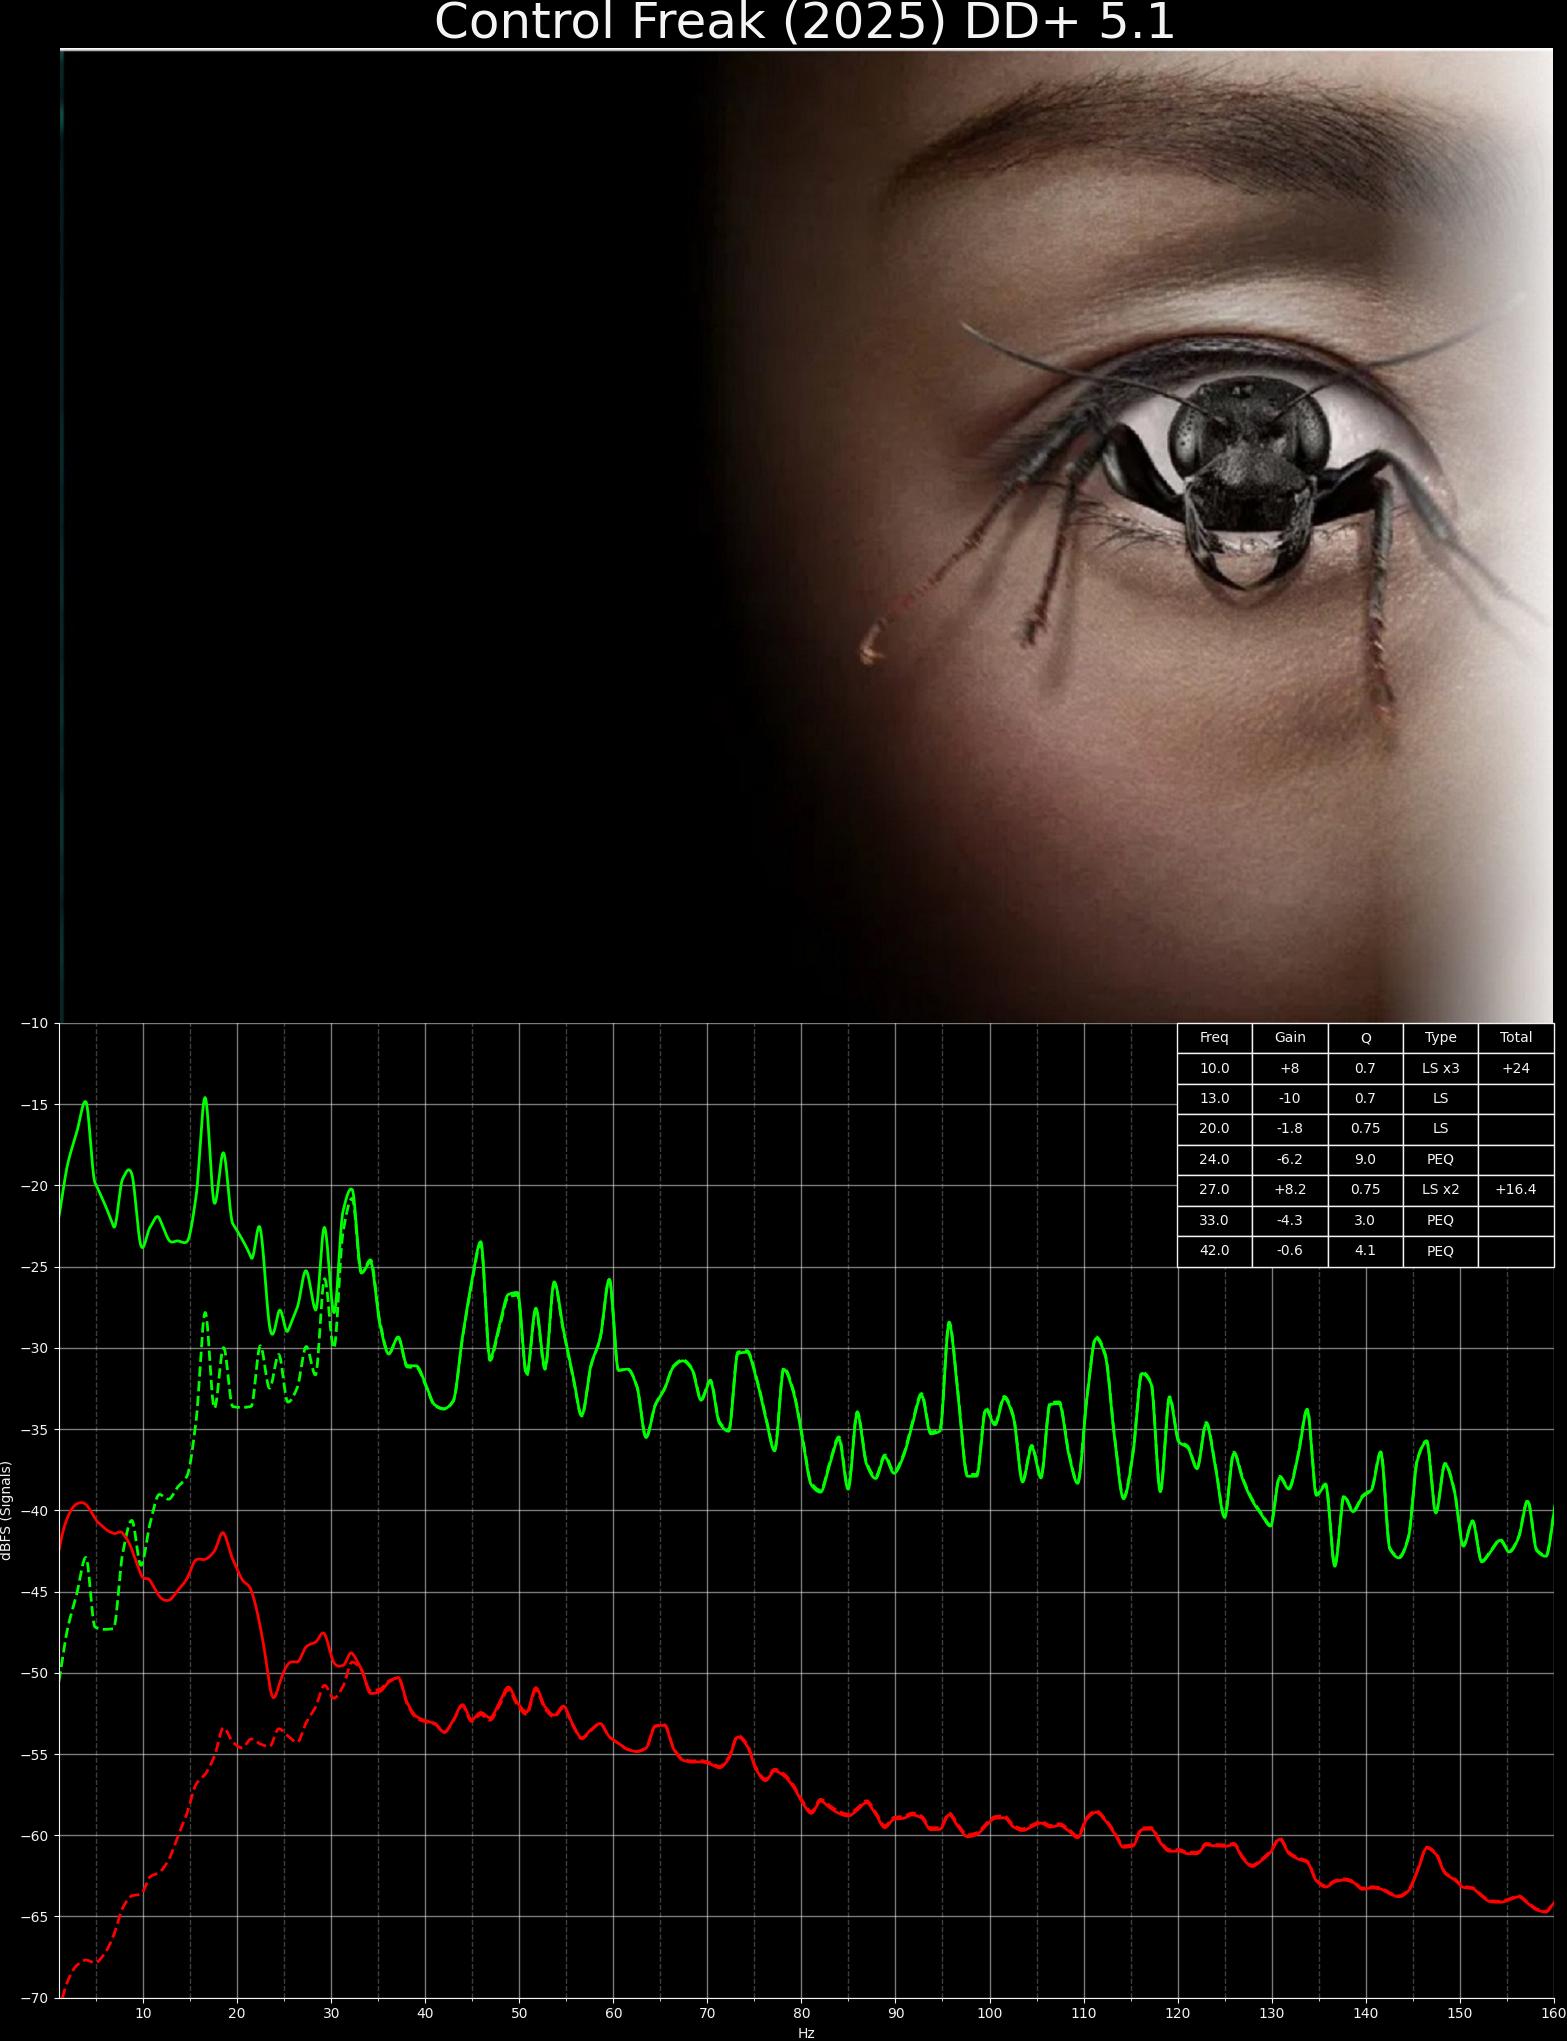 Control Freak (2025) DD+ 5.1
Freq Gain Q Type Total
10.0 +8 0.7 LS x3 +24
13.0 -10 0.7 LS
20.0 -1.8 0.75 LS
24.0 -6.2 9.0 PEQ
27.0 +8.2 0.75 LS x2 +16.4
33.0 -4.3 3.0 PEQ
42.0 -0.6 4.1 PEQ
−10
−15
−20
−25
−30
−35
−40
−45
−50
−55
−60
−65
−70
dBFS (Signals)
10 20 30 40 50 60 70 80 90 100 110 120 130 140 150 160
Hz